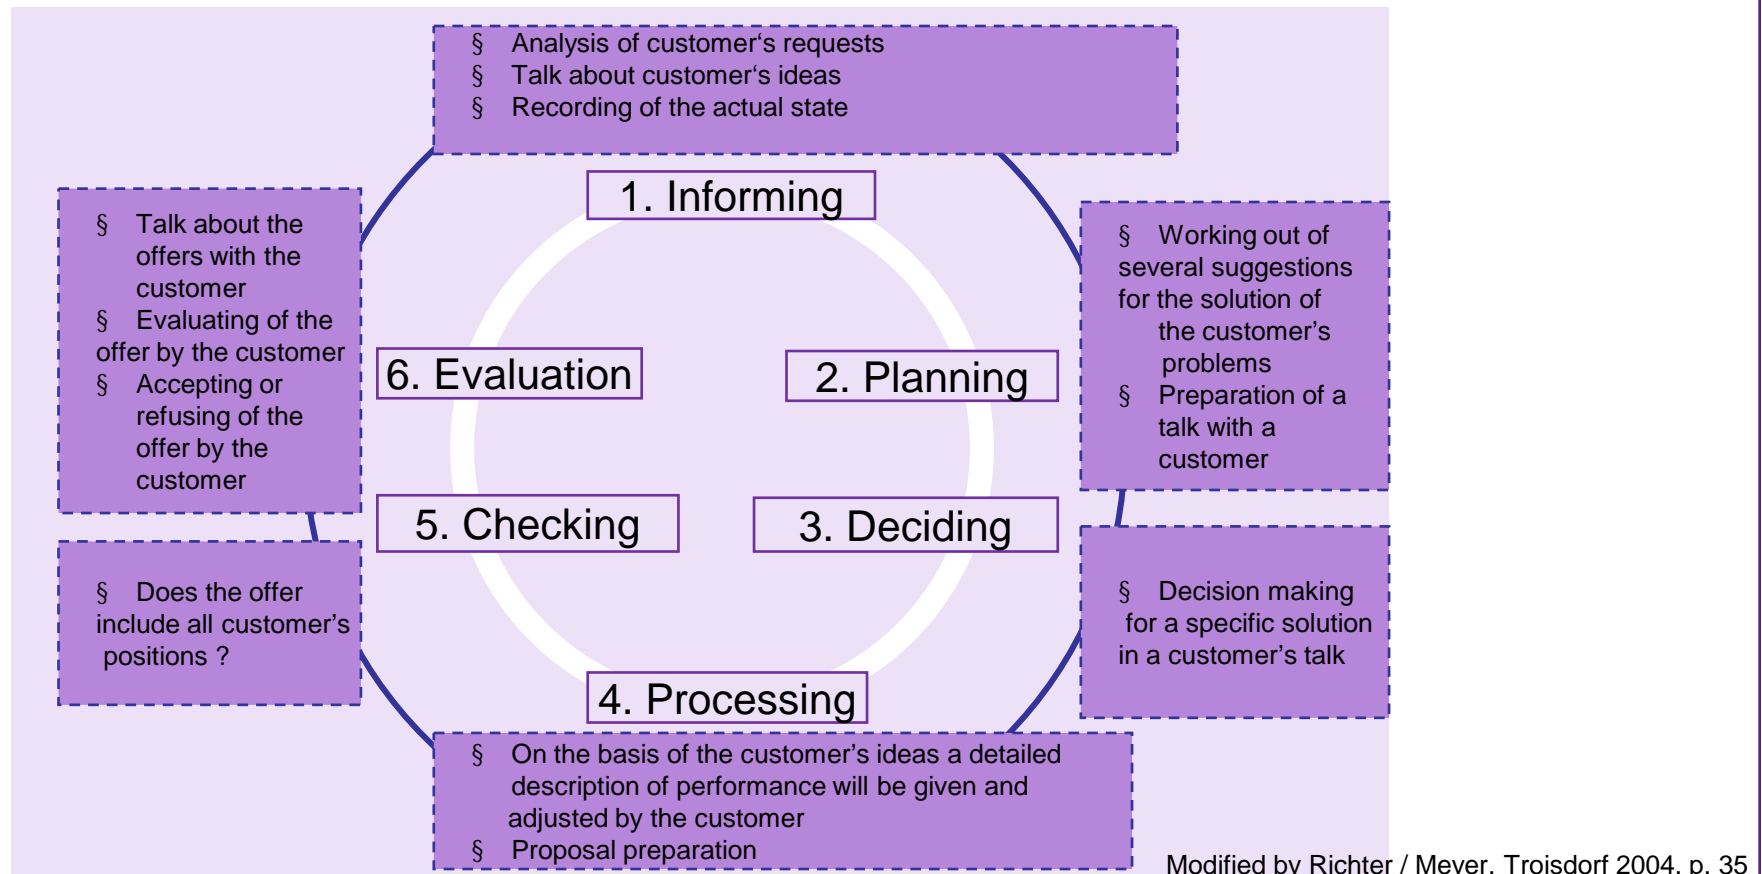 § Analysis of customer‘s requests
§ Talk about customer‘s ideas
§ Recording of the actual state
1. Informing
§ Working out of
several suggestions
for the solution of
the customer’s
problems
§ Preparation of a
talk with a
customer
2. Planning
3. Deciding
§ Decision making
for a specific solution
in a customer’s talk
4. Processing
§ On the basis of the customer’s ideas a detailed
description of performance will be given and
adjusted by the customer
§ Proposal preparation
5. Checking
§ Does the offer
include all customer’s
positions ?
6. Evaluation
§ Talk about the
offers with the
customer
§ Evaluating of the
offer by the customer
§ Accepting or
refusing of the
offer by the
customer
Modified by Richter / Meyer, Troisdorf 2004, p. 35